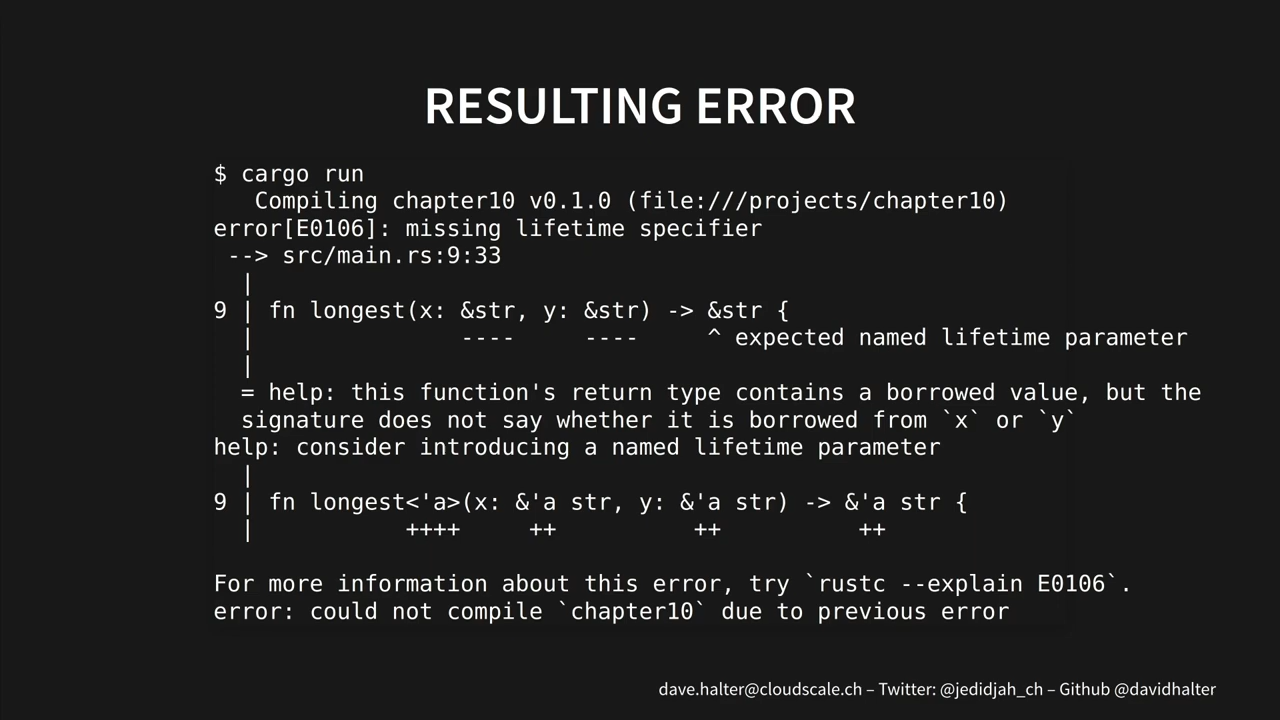 RESULTING ERROR
$ cargo run
   Compiling chapter10 v0.1.0 (file:///projects/chapter10)
error[E0106]: missing lifetime specifier
 --> src/main.rs:9:33
  |
9 | fn longest(x: &str, y: &str) -> &str {
  |               ----     ----     ^ expected named lifetime parameter
  |
  = help: this function's return type contains a borrowed value, but the
  signature does not say whether it is borrowed from `x` or `y`
help: consider introducing a named lifetime parameter
  |
9 | fn longest<'a>(x: &'a str, y: &'a str) -> &'a str {
  |           ++++     ++          ++          ++
For more information about this error, try `rustc --explain E0106`.
error: could not compile `chapter10` due to previous error
dave.halter@cloudscale.ch – Twitter: @jedidjah_ch – Github @davidhalter